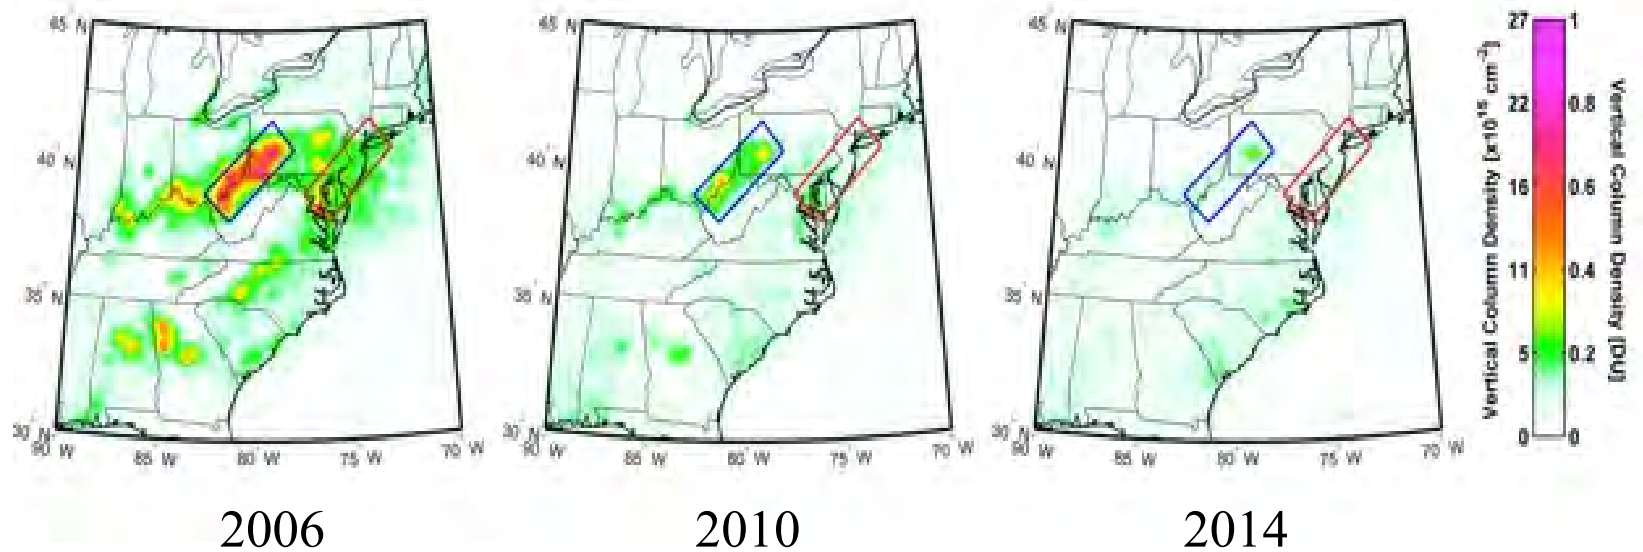 45° N
40° N
35° N
30° N
90° W
85° W
80° W
75° W
70° W
2006
45° N
40° N
35° N
30° N
90° W
85° W
80° W
75° W
70° W
2010
45° N
40° N
35° N
30° N
90° W
85° W
80° W
75° W
70° W
2014
Vertical Column Density [x10¹⁵ cm⁻²]
27
22
16
11
5
0
1
0.8
0.6
0.4
0.2
0
Vertical Column Density [DU]